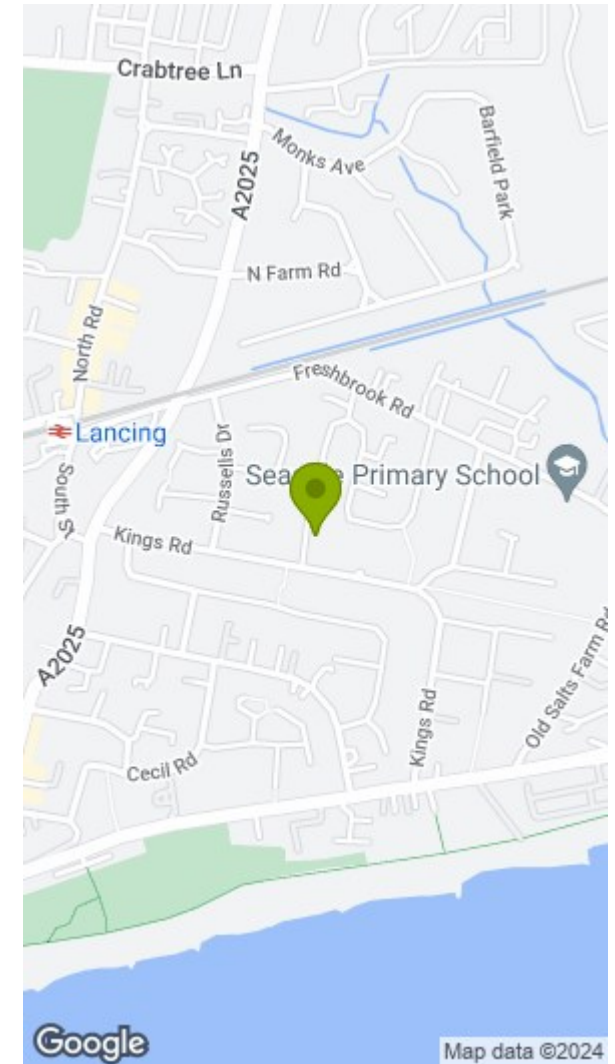 Crabtree Ln
A2025
Monks Ave
Barfield Park
N Farm Rd
North Rd
Freshbrook Rd
Lancing
Russells Dr
Primary School
South St
Kings Rd
A2025
Old Salts Farm Rd
Kings Rd
Cecil Rd
Google
Map data ©2024